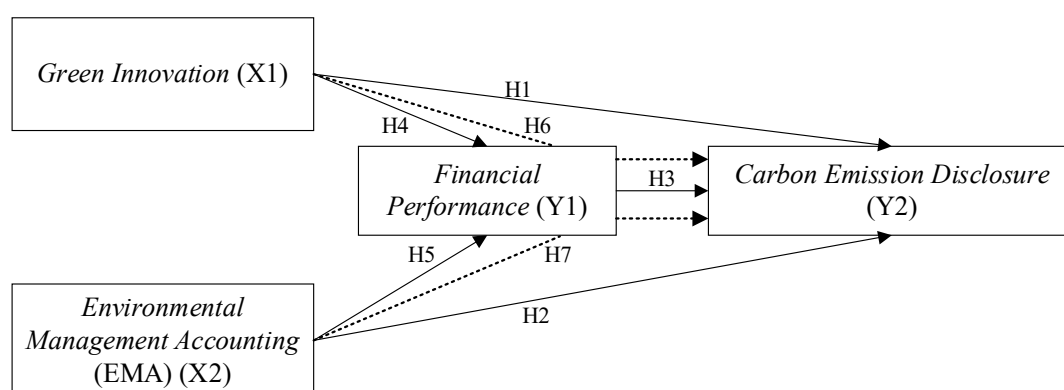 Green Innovation (X1)
H1
H4
H6
Financial
Performance (Y1)
H3
Carbon Emission Disclosure
(Y2)
H5
H7
Environmental
Management Accounting
(EMA) (X2)
H2